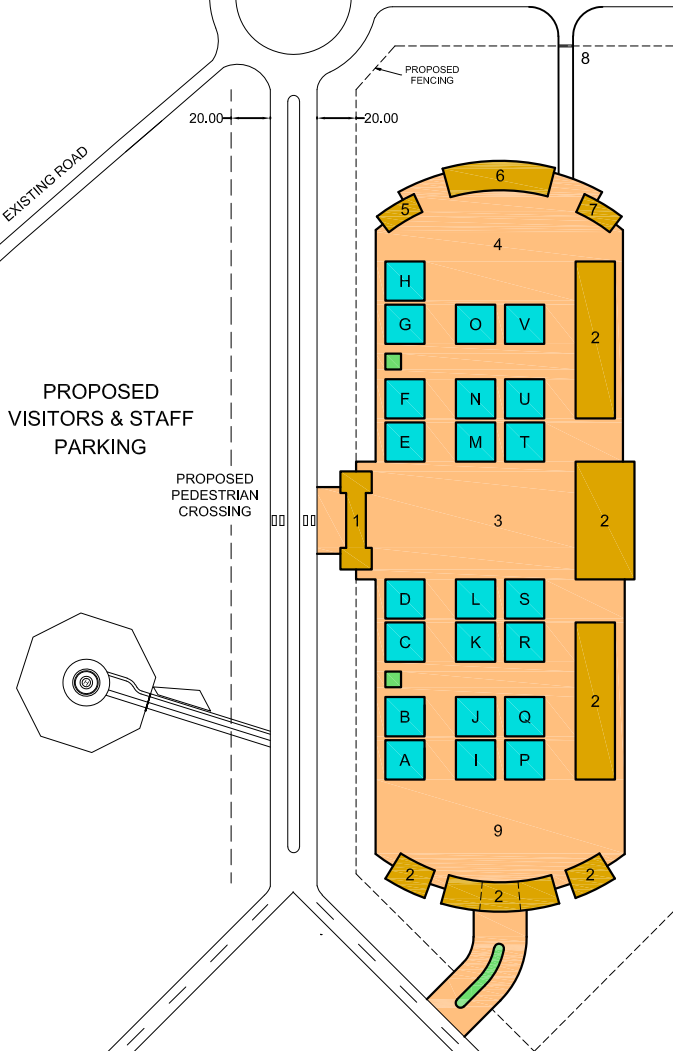 8
PROPOSED
FENCING
20.00
20.00
EXISTING ROAD
6
5
7
4
H
G
O
V
2
F
N
U
E
M
T
PROPOSED
VISITORS & STAFF
PARKING
PROPOSED
PEDESTRIAN
CROSSING
1
3
2
D
L
S
C
K
R
2
B
J
Q
A
I
P
9
2
2
2